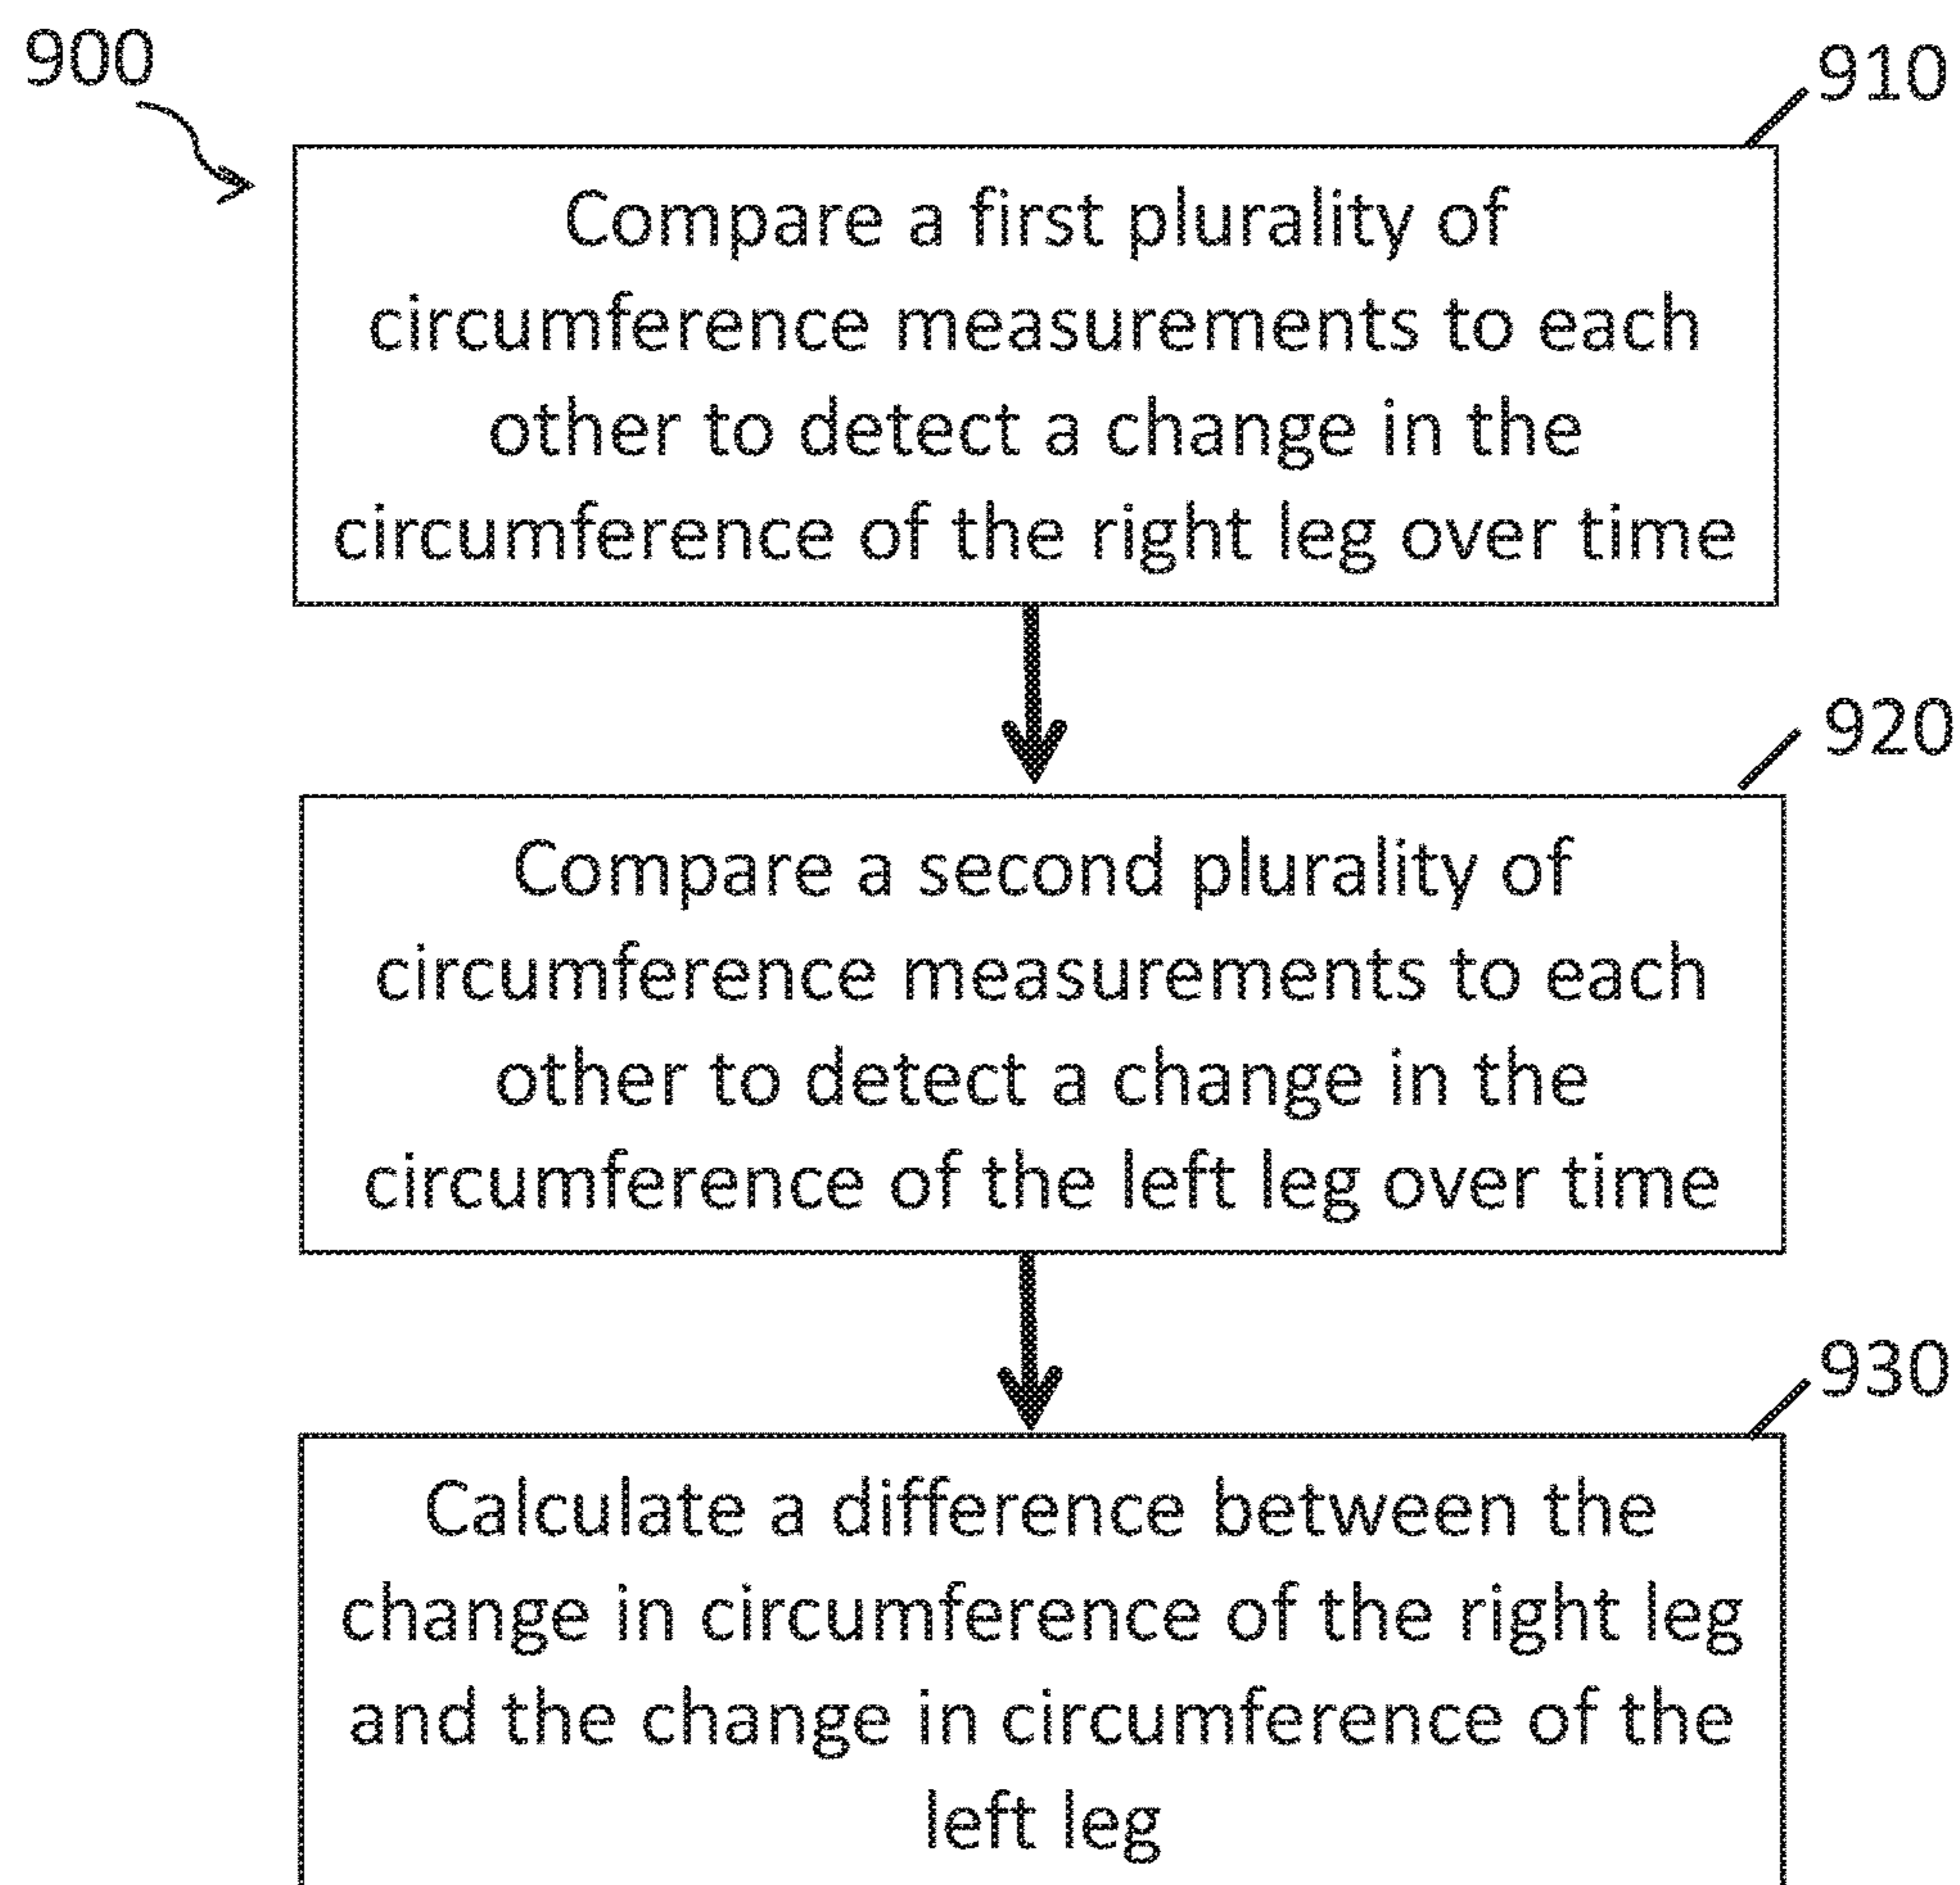 900
910
Compare a first plurality of
circumference measurements to each
other to detect a change in the
circumference of the right leg over time
920
Compare a second plurality of
circumference measurements to each
other to detect a change in the
circumference of the left leg over time
930
Calculate a difference between the
change in circumference of the right leg
and the change in circumference of the
left leg